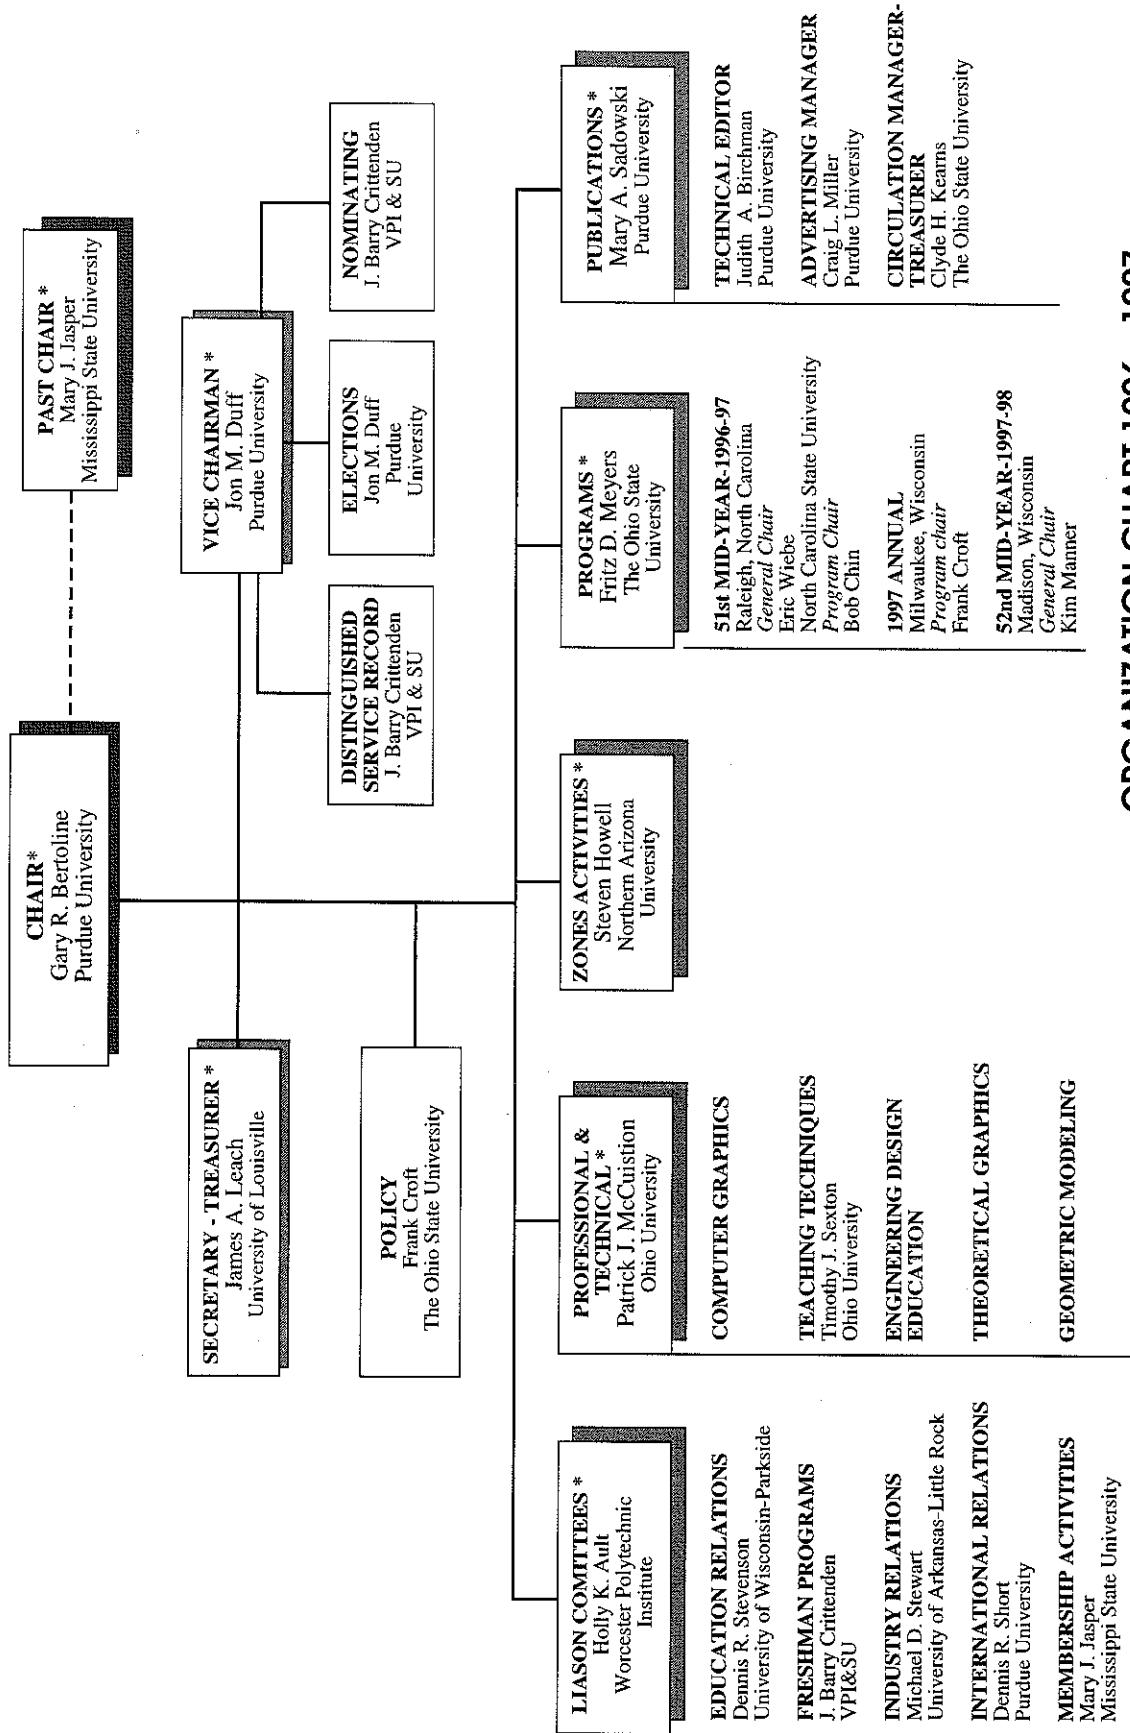 CHAIR*
Gary R. Bertoline
Purdue University
PAST CHAIR *
Mary J. Jasper
Mississippi State University
SECRETARY - TREASURER *
James A. Leach
University of Louisville
VICE CHAIRMAN *
Jon M. Duff
Purdue University
POLICY
Frank Croft
The Ohio State University
DISTINGUISHED
SERVICE RECORD
J. Barry Crittenden
VPI & SU
ELECTIONS
Jon M. Duff
Purdue
University
NOMINATING
J. Barry Crittenden
VPI & SU
LIASON COMITTEES *
Holly K. Ault
Worcester Polytechnic
Institute
EDUCATION RELATIONS
Dennis R. Stevenson
University of Wisconsin-Parkside
FRESHMAN PROGRAMS
J. Barry Crittenden
VPI&SU
INDUSTRY RELATIONS
Michael D. Stewart
University of Arkansas-Little Rock
INTERNATIONAL RELATIONS
Dennis R. Short
Purdue University
MEMBERSHIP ACTIVITIES
Mary J. Jasper
Mississippi State University
PROFESSIONAL &
TECHNICAL *
Patrick J. McCuistion
Ohio University
COMPUTER GRAPHICS
TEACHING TECHNIQUES
Timothy J. Sexton
Ohio University
ENGINEERING DESIGN
EDUCATION
THEORETICAL GRAPHICS
GEOMETRIC MODELING
ZONES ACTIVITIES *
Steven Howell
Northern Arizona
University
PROGRAMS *
Fritz D. Meyers
The Ohio State
University
51st MID-YEAR-1996-97
Raleigh, North Carolina
General Chair
Eric Wiebe
North Carolina State University
Program Chair
Bob Chin
1997 ANNUAL
Milwaukee, Wisconsin
Program chair
Frank Croft
52nd MID-YEAR-1997-98
Madison, Wisconsin
General Chair
Kim Manner
PUBLICATIONS *
Mary A. Sadowski
Purdue University
TECHNICAL EDITOR
Judith A. Birchman
Purdue University
ADVERTISING MANAGER
Craig L. Miller
Purdue University
CIRCULATION MANAGER-
TREASURER
Clyde H. Kearns
The Ohio State University
ORGANIZATION CHART 1996 - 1997